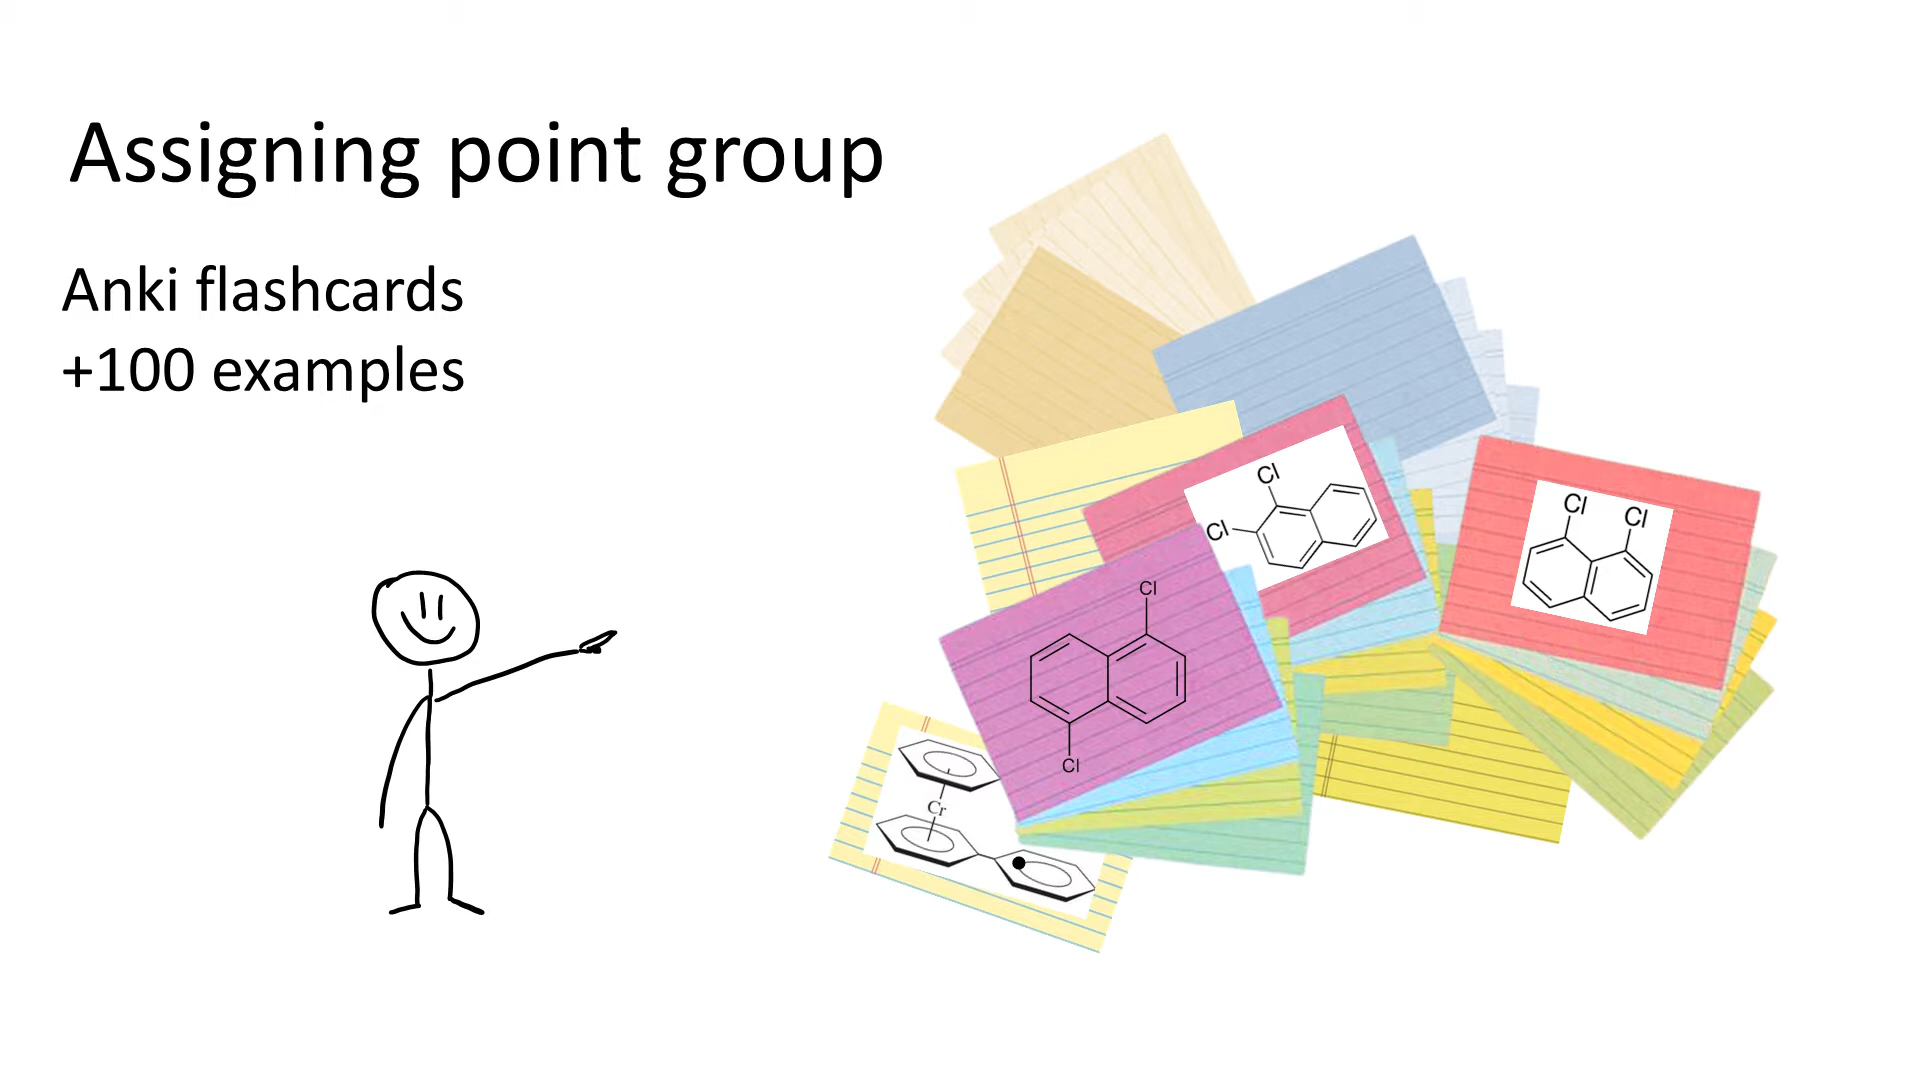 Assigning point group
Anki flashcards
+100 examples
Cl
Cl
Cl
Cl
Cl
Cl
Cr